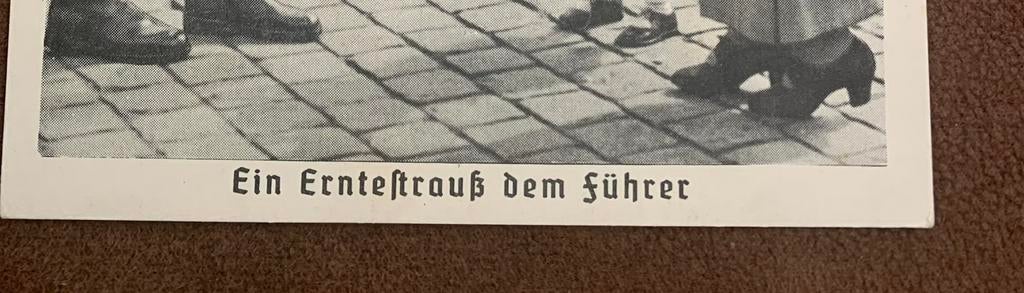 Ein Ernteſtrauß dem Führer